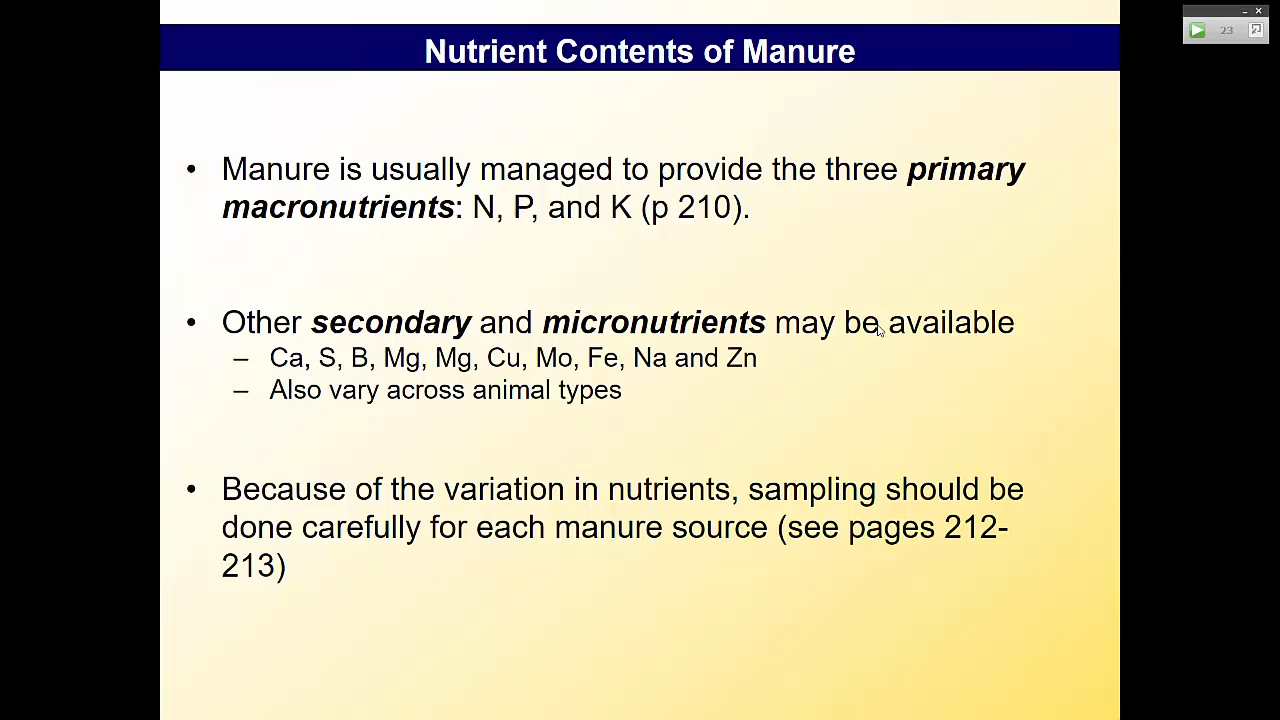 Nutrient Contents of Manure
23
• Manure is usually managed to provide the three primary
macronutrients: N, P, and K (p 210).
• Other secondary and micronutrients may be available
– Ca, S, B, Mg, Mg, Cu, Mo, Fe, Na and Zn
– Also vary across animal types
• Because of the variation in nutrients, sampling should be
done carefully for each manure source (see pages 212-
213)